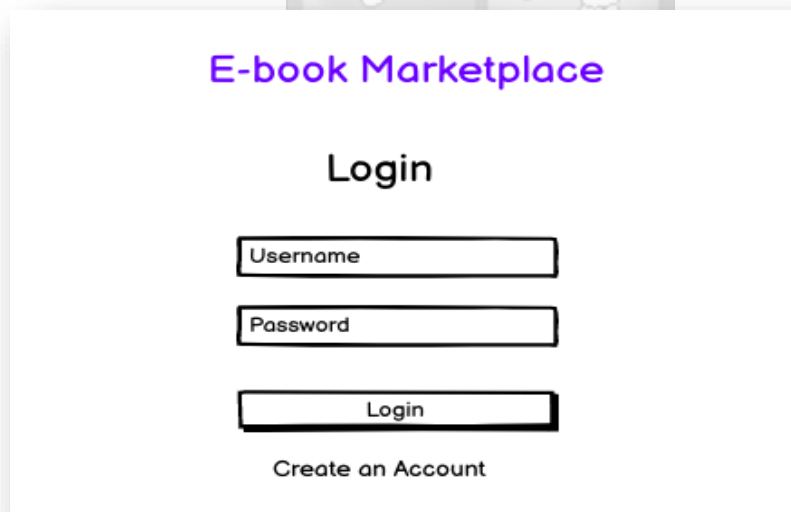 E-book Marketplace
Login
Username
Password
Login
Create an Account